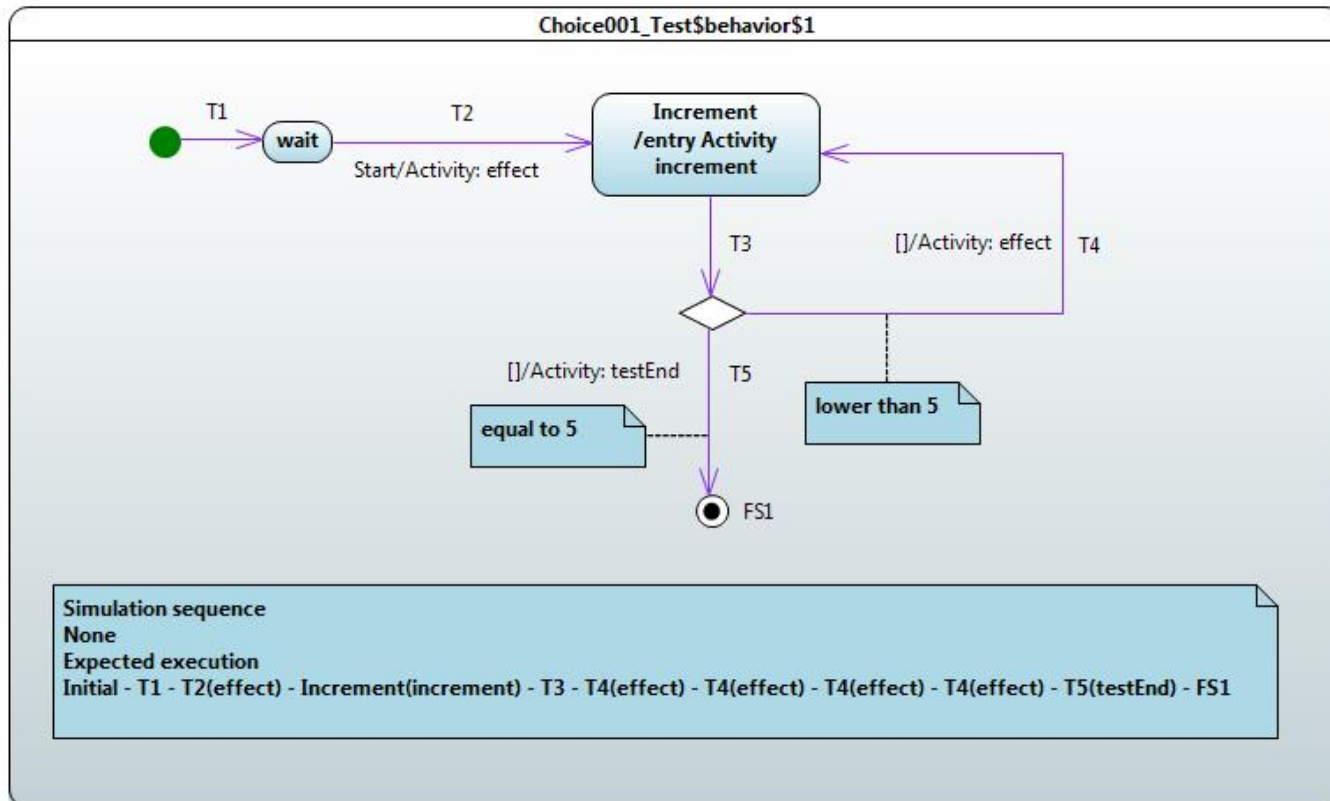 Choice001_Test$behavior$1
T1
wait
T2
Start/Activity: effect
Increment
/entry Activity
increment
T3
[]/Activity: effect
T4
[]/Activity: testEnd
T5
lower than 5
equal to 5
FS1
Simulation sequence
None
Expected execution
Initial - T1 - T2(effect) - Increment(increment) - T3 - T4(effect) - T4(effect) - T4(effect) - T4(effect) - T5(testEnd) - FS1